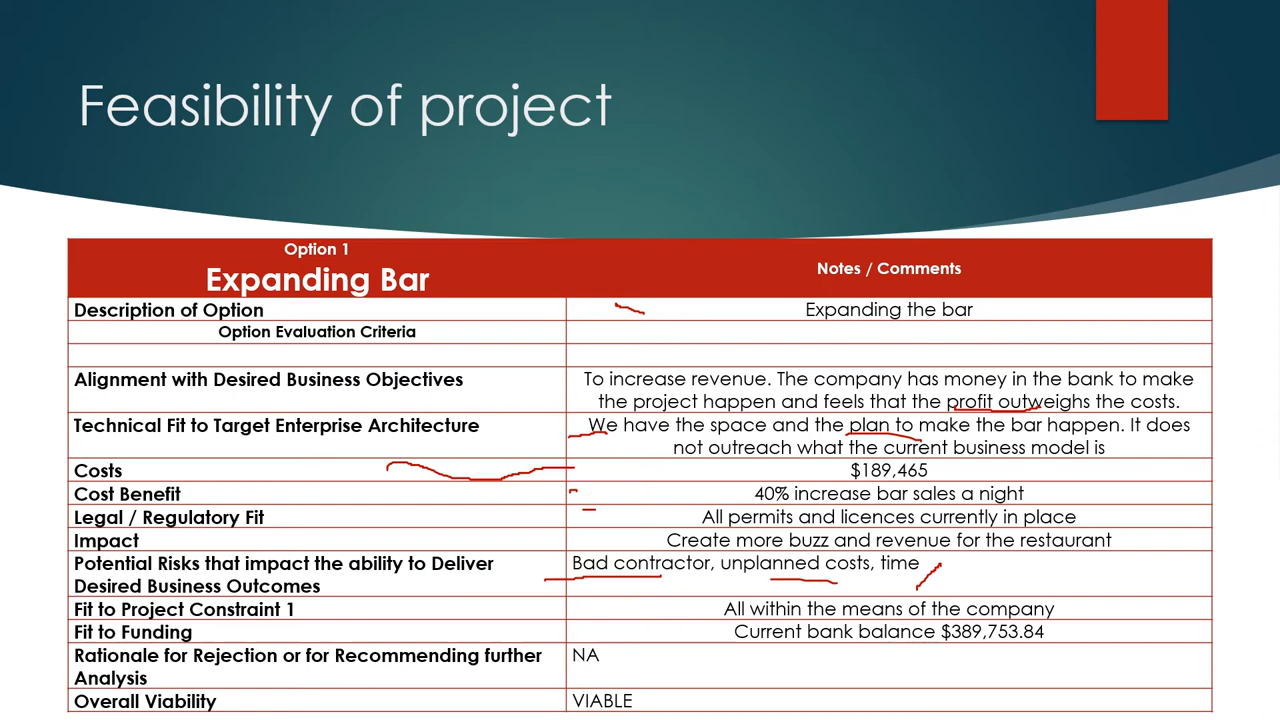 Feasibility of project
Option 1
Expanding Bar
Notes / Comments
Description of Option
Expanding the bar
Option Evaluation Criteria
Alignment with Desired Business Objectives
To increase revenue. The company has money in the bank to make
the project happen and feels that the profit outweighs the costs.
Technical Fit to Target Enterprise Architecture
We have the space and the plan to make the bar happen. It does
not outreach what the current business model is
Costs
$189,465
Cost Benefit
40% increase bar sales a night
Legal / Regulatory Fit
All permits and licences currently in place
Impact
Create more buzz and revenue for the restaurant
Potential Risks that impact the ability to Deliver
Desired Business Outcomes
Bad contractor, unplanned costs, time
Fit to Project Constraint 1
All within the means of the company
Fit to Funding
Current bank balance $389,753.84
Rationale for Rejection or for Recommending further
Analysis
NA
Overall Viability
VIABLE